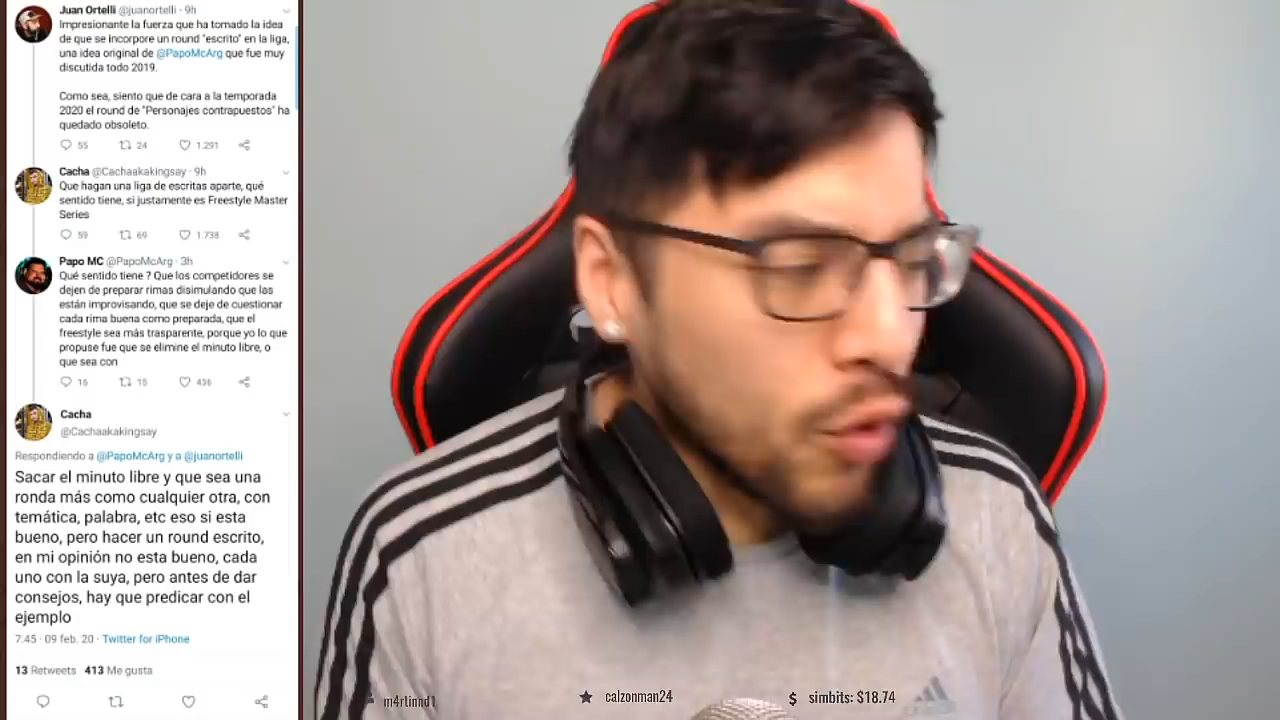 Juan Ortelli @juanortelli · 9h
Impresionante la fuerza que ha tomado la idea
de que se incorpore un round "escrito" en la liga,
una idea original de @PapoMcArg que fue muy
discutida todo 2019.
Como sea, siento que de cara a la temporada
2020 el round de "Personajes contrapuestos" ha
quedado obsoleto.
55 24 1.291
Cacha @Cachaakakingsay · 9h
Que hagan una liga de escritas aparte, qué
sentido tiene, si justamente es Freestyle Master
Series
59 69 1.738
Papo MC @PapoMcArg · 3h
Qué sentido tiene ? Que los competidores se
dejen de preparar rimas disimulando que las
están improvisando, que se deje de cuestionar
cada rima buena como preparada, que el
freestyle sea más trasparente, porque yo lo que
propuse fue que se elimine el minuto libre, o
que sea con
16 15 436
Cacha
@Cachaakakingsay
Respondiendo a @PapoMcArg y a @juanortelli
Sacar el minuto libre y que sea una
ronda más como cualquier otra, con
temática, palabra, etc eso si esta
bueno, pero hacer un round escrito,
en mi opinión no esta bueno, cada
uno con la suya, pero antes de dar
consejos, hay que predicar con el
ejemplo
7:45 · 09 feb. 20 · Twitter for iPhone
13 Retweets 413 Me gusta
m4rtinnd1 calzonman24 $ simbits: $18.74